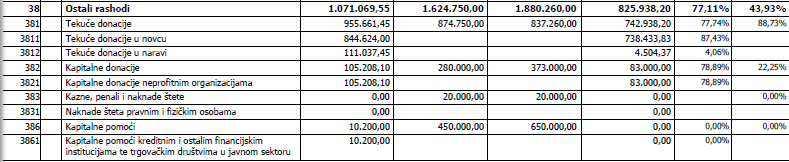 38 Ostali rashodi 1.071.069,55 1.624.750,00 1.880.260,00 825.938,20 77,11% 43,93%
381 Tekuće donacije 955.661,45 874.750,00 837.260,00 742.938,20 77,74% 88,73%
3811 Tekuće donacije u novcu 844.624,00 738.433,83 87,43%
3812 Tekuće donacije u naravi 111.037,45 4.504,37 4,06%
382 Kapitalne donacije 105.208,10 280.000,00 373.000,00 83.000,00 78,89% 22,25%
3821 Kapitalne donacije neprofitnim organizacijama 105.208,10 83.000,00 78,89%
383 Kazne, penali i naknade štete 0,00 20.000,00 20.000,00 0,00 0,00%
3831 Naknade šteta pravnim i fizičkim osobama 0,00 0,00
386 Kapitalne pomoći 10.200,00 450.000,00 650.000,00 0,00 0,00% 0,00%
3861 Kapitalne pomoći kreditnim i ostalim financijskim 10.200,00 0,00 0,00%
institucijama te trgovačkim društvima u javnom sektoru